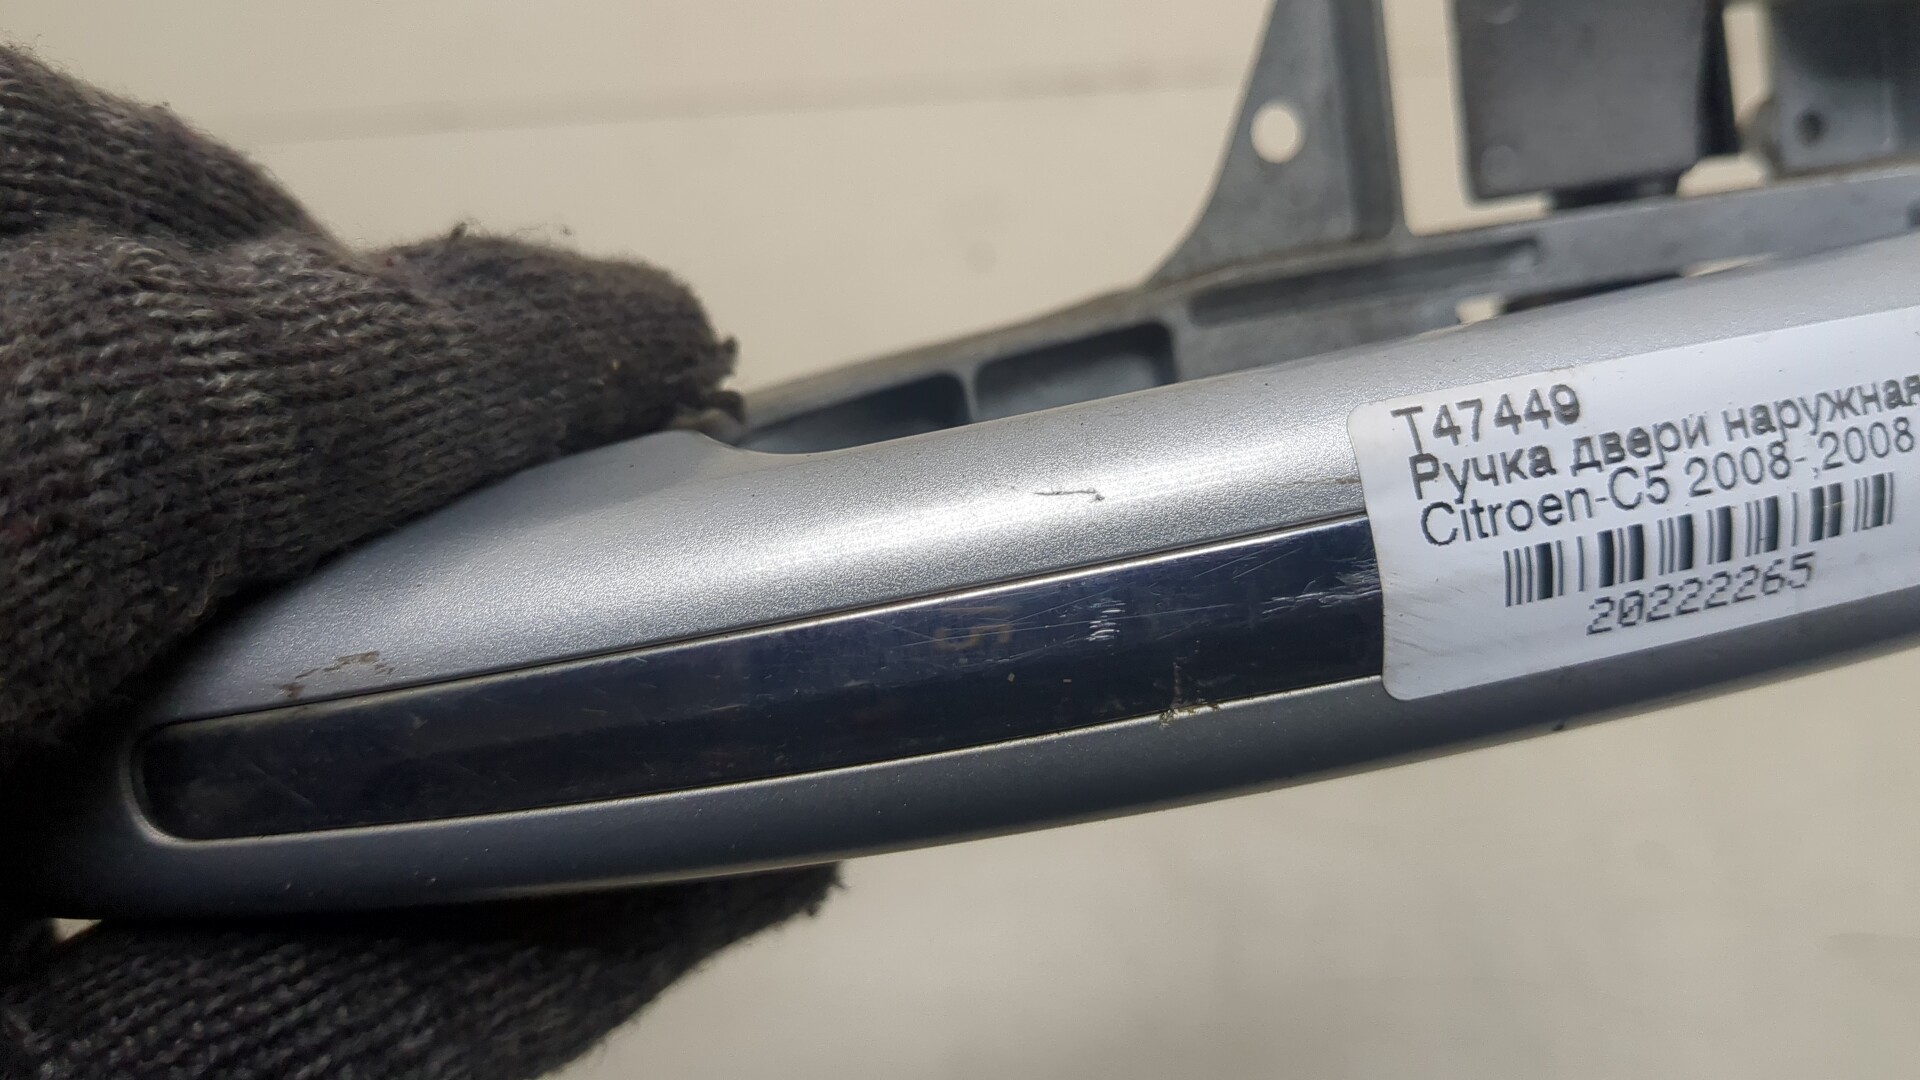 T47449
Ручка двери наружная
Citroen-C5 2008-,2008
20222265